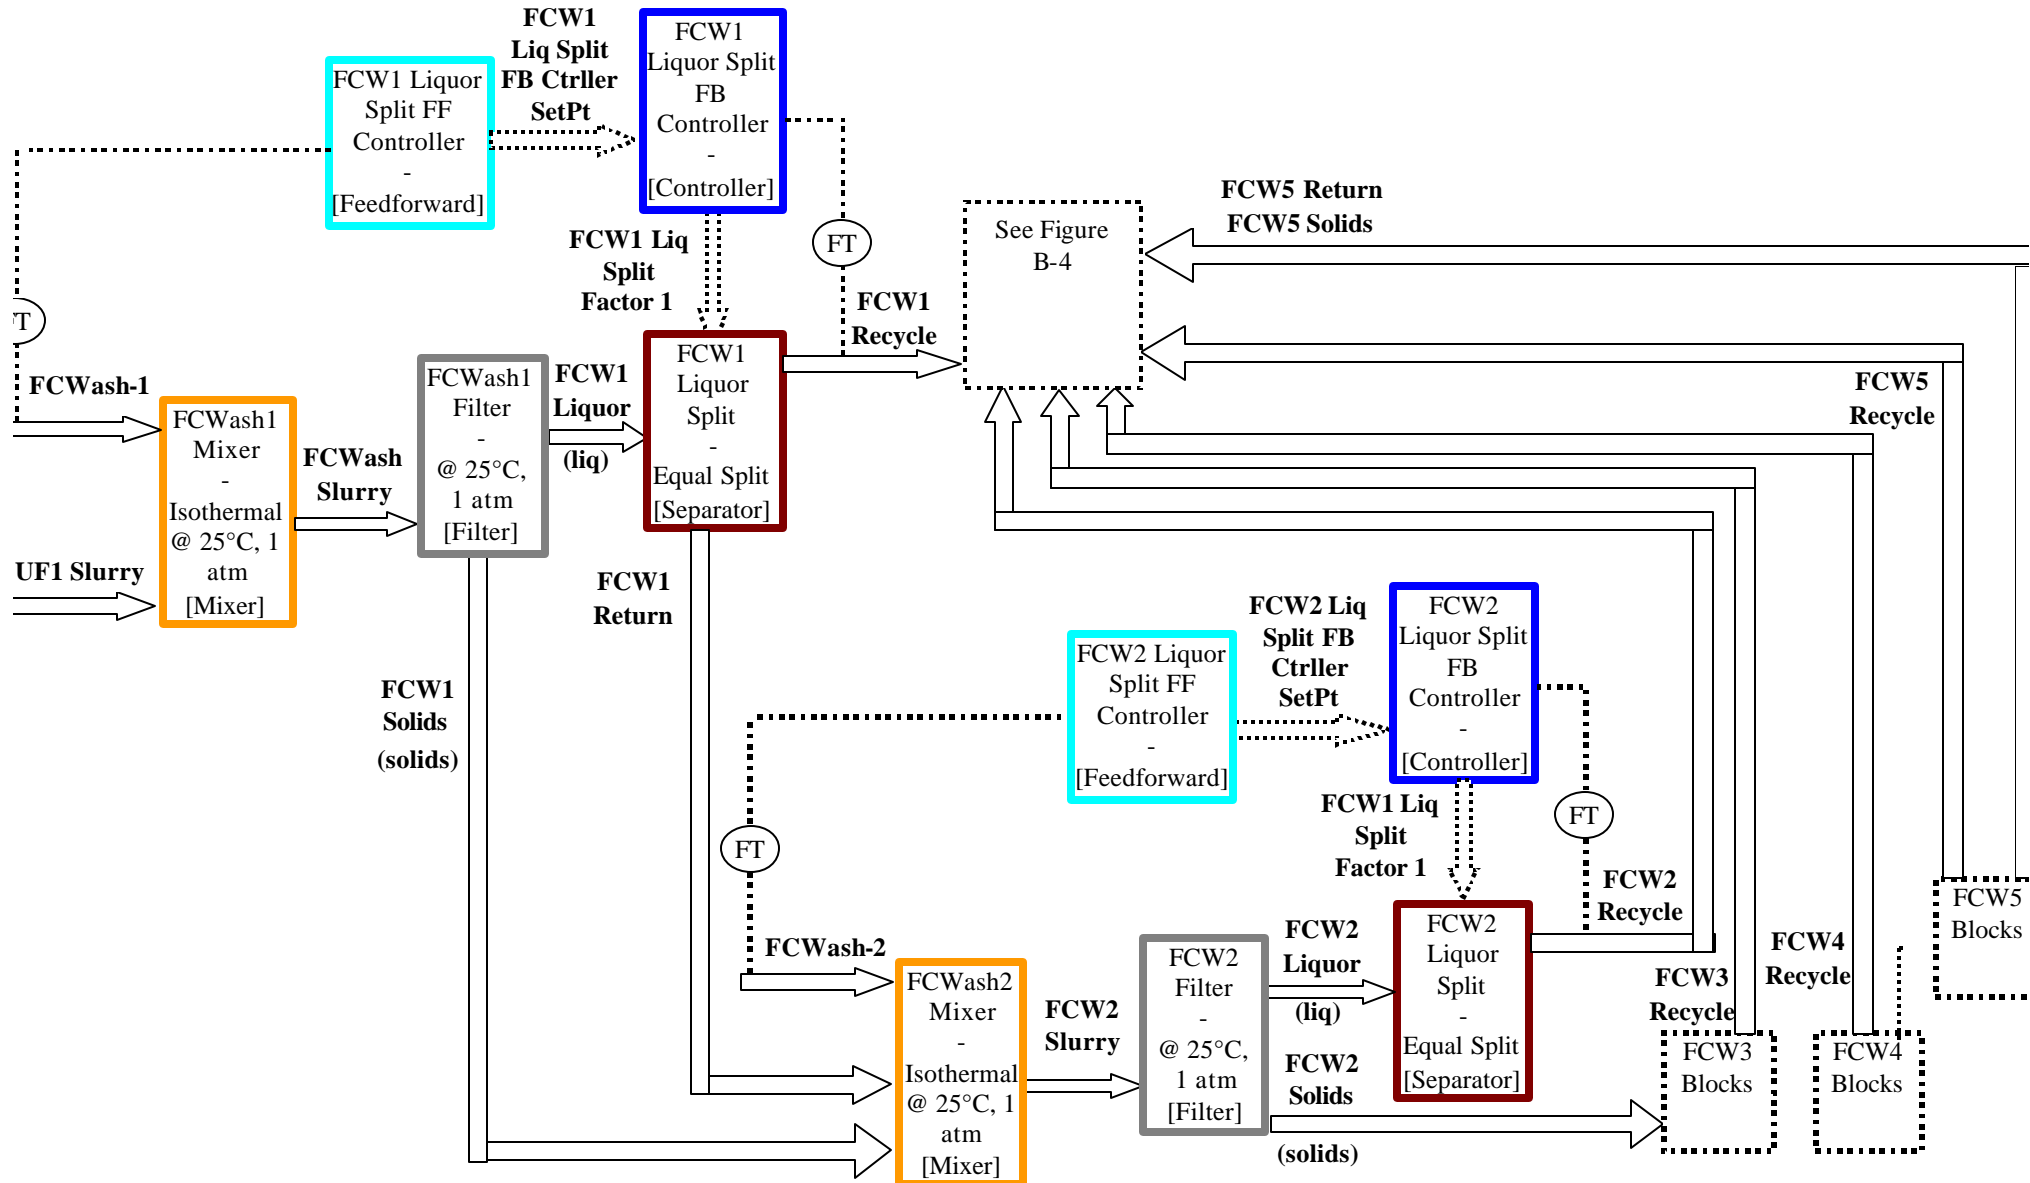 FCW1 Liquor
Split FF
Controller
-
[Feedforward]
FCW1
Liq Split
FB Ctrller
SetPt
FCW1
Liquor Split
FB
Controller
-
[Controller]
FT
FCW1 Liq
Split
Factor 1
FT
FCW1
Recycle
See Figure
B-4
FCW5 Return
FCW5 Solids
FCW5
Recycle
FCWash-1
UF1 Slurry
FCWash1
Mixer
-
Isothermal
@ 25°C, 1
atm
[Mixer]
FCWash
Slurry
FCWash1
Filter
-
@ 25°C,
1 atm
[Filter]
FCW1
Liquor
(liq)
FCW1
Liquor
Split
-
Equal Split
[Separator]
FCW1
Return
FCW1
Solids
(solids)
FCW2 Liquor
Split FF
Controller
-
[Feedforward]
FCW2 Liq
Split FB
Ctrller
SetPt
FCW2
Liquor Split
FB
Controller
-
[Controller]
FT
FCW1 Liq
Split
Factor 1
FT
FCW2
Recycle
FCWash-2
FCWash2
Mixer
-
Isothermal
@ 25°C, 1
atm
[Mixer]
FCW2
Slurry
FCW2
Filter
-
@ 25°C,
1 atm
[Filter]
FCW2
Liquor
(liq)
FCW2
Solids
(solids)
FCW2
Liquor
Split
-
Equal Split
[Separator]
FCW3
Recycle
FCW4
Recycle
FCW3
Blocks
FCW4
Blocks
FCW5
Blocks